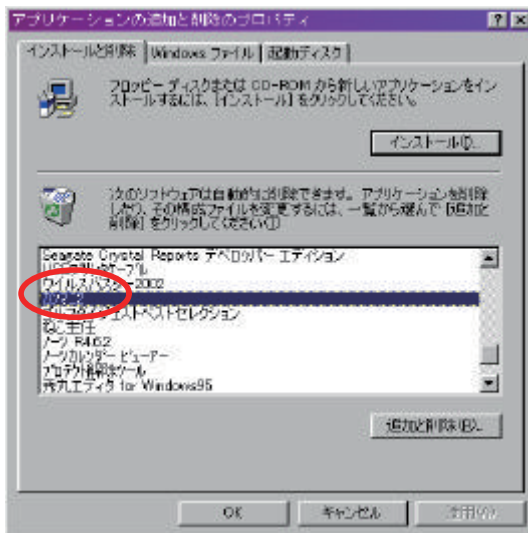 アプリケーションの追加と削除のプロパティ
インストールと削除 Windows ファイル 起動ディスク
フロッピー ディスクまたは CD-ROM から新しいアプリケーションをイン
ストールするには、[インストール] をクリックしてください。
インストール(I)...
次のソフトウェアは自動的に削除できます。アプリケーションを削除
したり、その構成ファイルを変更するには、一覧から選んで [追加と
削除] をクリックしてください(I)
Seagate Crystal Reports デベロッパー エディション
ウイルスバスター2002
ねこ主任
ノーツ R4.6.2
ノーツカレンダー ビューアー
秀丸エディタ for Windows95
追加と削除(R)...
OK キャンセル